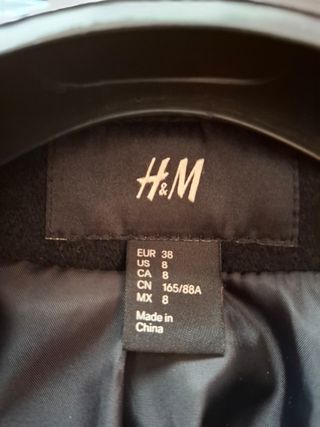 H&M
EUR 38
US 8
CA 8
CN 165/88A
MX 8
Made in
China